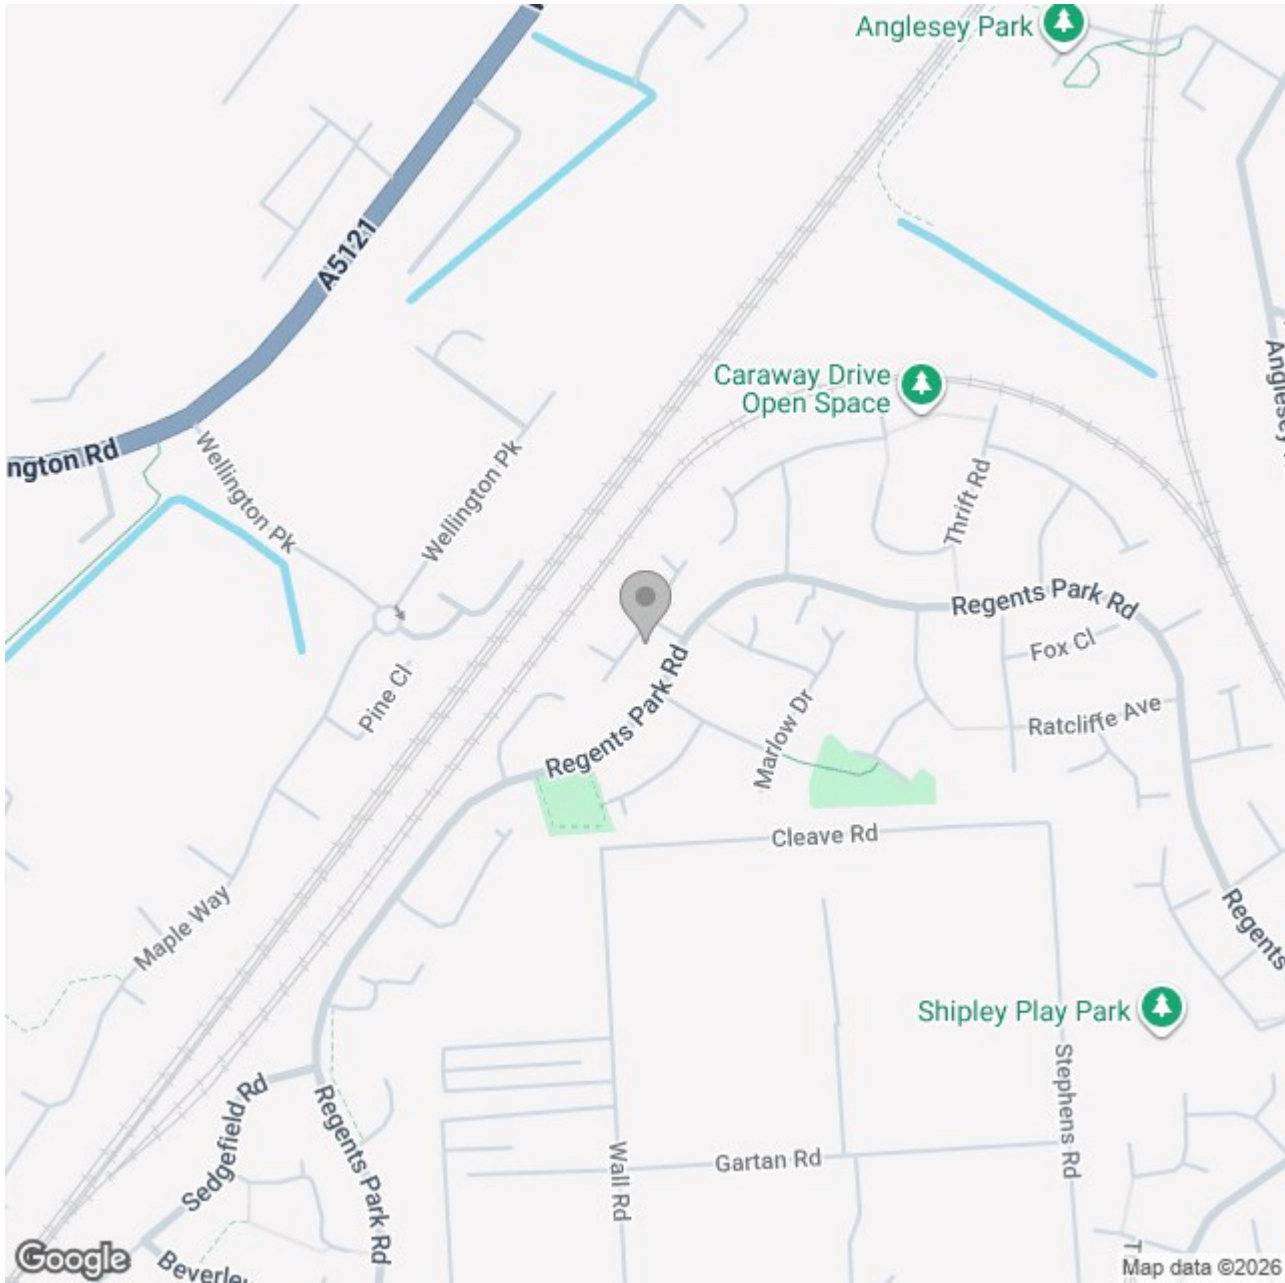 Anglesey Park
A5121
Caraway Drive
Open Space
ngton Rd
Wellington Pk
Wellington Pk
Thrift Rd
Anglesey
Regents Park Rd
Fox Cl
Pine Cl
Regents Park Rd
Marlow Dr
Ratcliffe Ave
Cleave Rd
Maple Way
Regents
Shipley Play Park
Stephens Rd
Sedgefield Rd
Regents Park Rd
Wall Rd
Gartan Rd
Google
Beverley
Map data ©2026